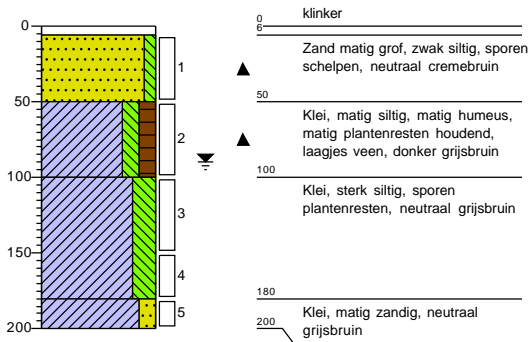 0
50
100
150
200
1
2
3
4
5
0
klinker
6
Zand matig grof, zwak siltig, sporen
schelpen, neutraal cremebruin
50
Klei, matig siltig, matig humeus,
matig plantenresten houdend,
laagjes veen, donker grijsbruin
100
Klei, sterk siltig, sporen
plantenresten, neutraal grijsbruin
180
Klei, matig zandig, neutraal
grijsbruin
200